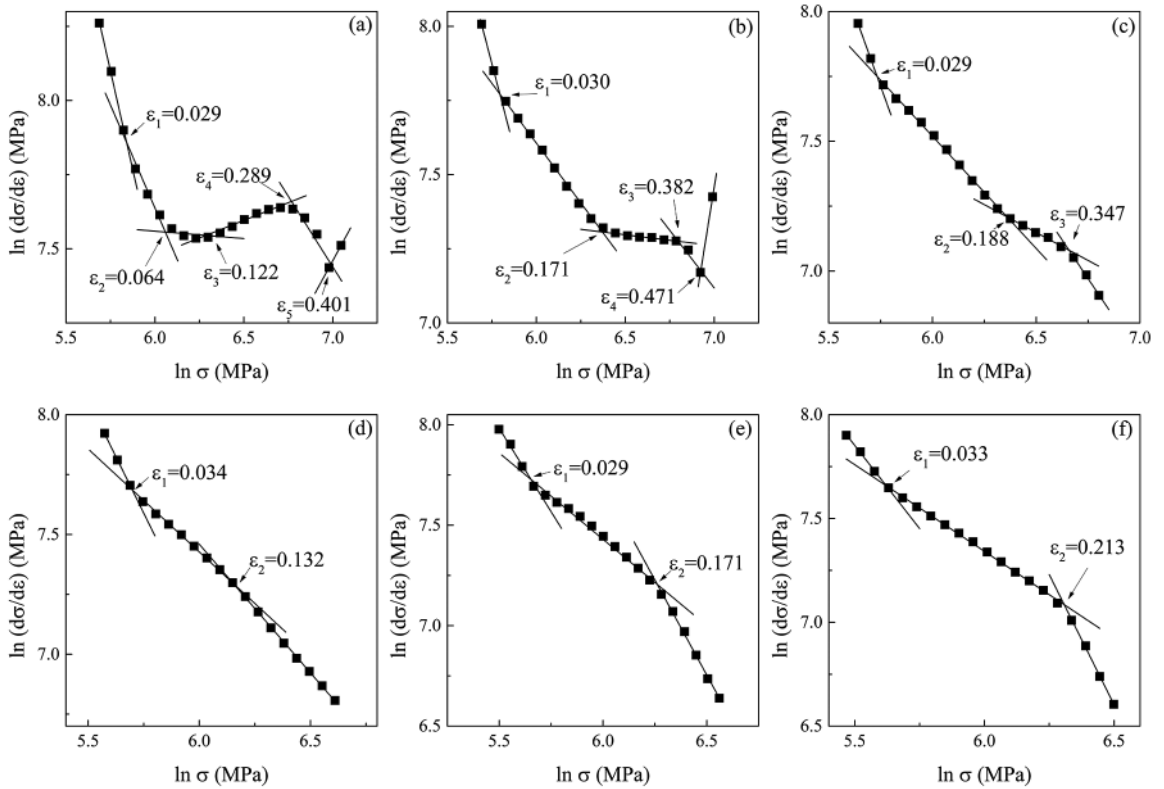 (a)
ln (dσ/dε) (MPa)
8.0
7.5
ε1=0.029
ε4=0.289
ε2=0.064
ε3=0.122
ε5=0.401
5.5 6.0 6.5 7.0
ln σ (MPa)
(b)
ln (dσ/dε) (MPa)
8.0
7.5
7.0
ε1=0.030
ε3=0.382
ε2=0.171
ε4=0.471
5.5 6.0 6.5 7.0
ln σ (MPa)
(c)
ln (dσ/dε) (MPa)
8.0
7.5
7.0
ε1=0.029
ε3=0.347
ε2=0.188
5.5 6.0 6.5 7.0
ln σ (MPa)
(d)
ln (dσ/dε) (MPa)
8.0
7.5
7.0
ε1=0.034
ε2=0.132
5.5 6.0 6.5
ln σ (MPa)
(e)
ln (dσ/dε) (MPa)
8.0
7.5
7.0
6.5
ε1=0.029
ε2=0.171
5.5 6.0 6.5
ln σ (MPa)
(f)
ln (dσ/dε) (MPa)
8.0
7.5
7.0
6.5
ε1=0.033
ε2=0.213
5.5 6.0 6.5
ln σ (MPa)